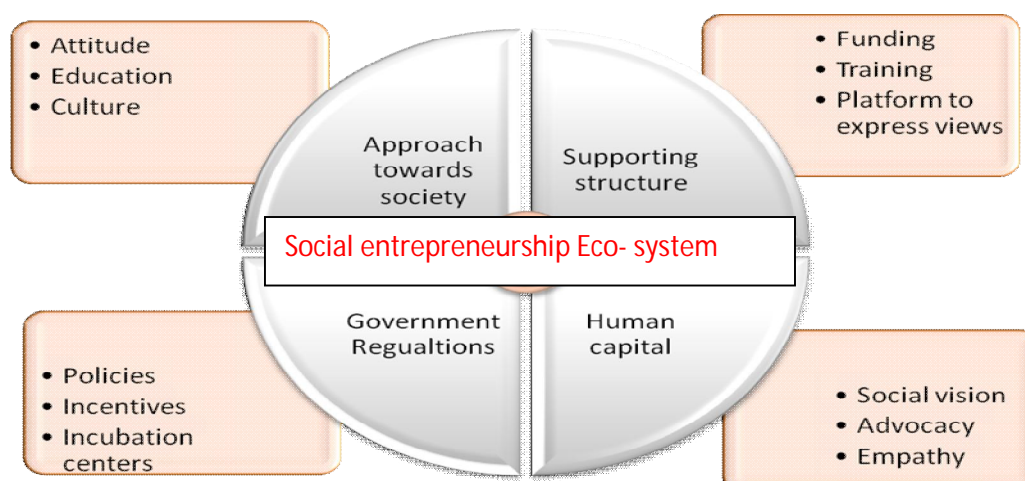 • Attitude
• Education
• Culture
• Funding
• Training
• Platform to
express views
Approach
towards
society
Supporting
structure
Social entrepreneurship Eco- system
Government
Regualtions
Human
capital
• Policies
• Incentives
• Incubation
centers
• Social vision
• Advocacy
• Empathy